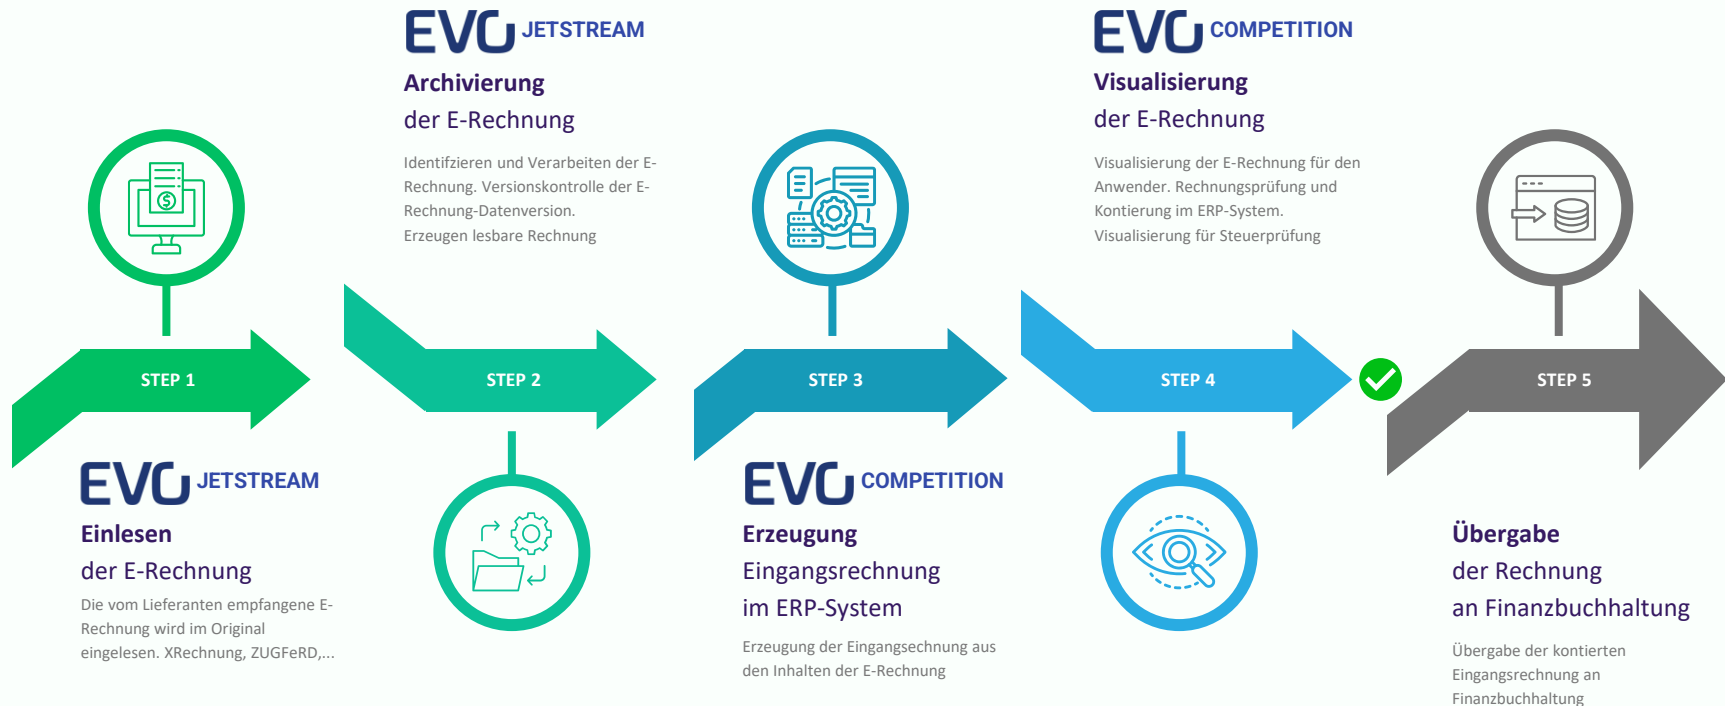 EVO JETSTREAM
Archivierung
der E-Rechnung
Identifzieren und Verarbeiten der E-
Rechnung. Versionskontrolle der E-
Rechnung-Datenversion.
Erzeugen lesbare Rechnung
EVO COMPETITION
Visualisierung
der E-Rechnung
Visualisierung der E-Rechnung für den
Anwender. Rechnungsprüfung und
Kontierung im ERP-System.
Visualisierung für Steuerprüfung
$
STEP 1
STEP 2
STEP 3
STEP 4
STEP 5
EVO JETSTREAM
Einlesen
der E-Rechnung
Die vom Lieferanten empfangene E-
Rechnung wird im Original
eingelesen. XRechnung, ZUGFeRD,...
EVO COMPETITION
Erzeugung
Eingangsrechnung
im ERP-System
Erzeugung der Eingangsechnung aus
den Inhalten der E-Rechnung
Übergabe
der Rechnung
an Finanzbuchhaltung
Übergabe der kontierten
Eingangsrechnung an
Finanzbuchhaltung